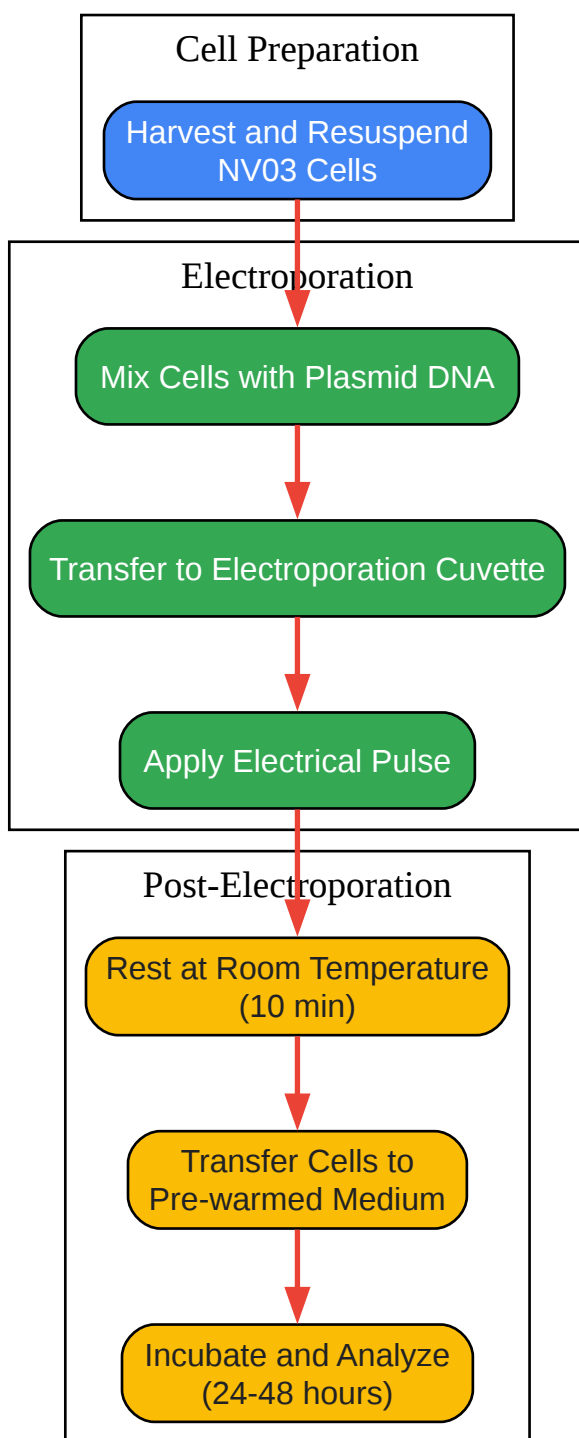 Cell Preparation
Harvest and Resuspend
NV03 Cells
Electroporation
Mix Cells with Plasmid DNA
Transfer to Electroporation Cuvette
Apply Electrical Pulse
Post-Electroporation
Rest at Room Temperature
(10 min)
Transfer Cells to
Pre-warmed Medium
Incubate and Analyze
(24-48 hours)